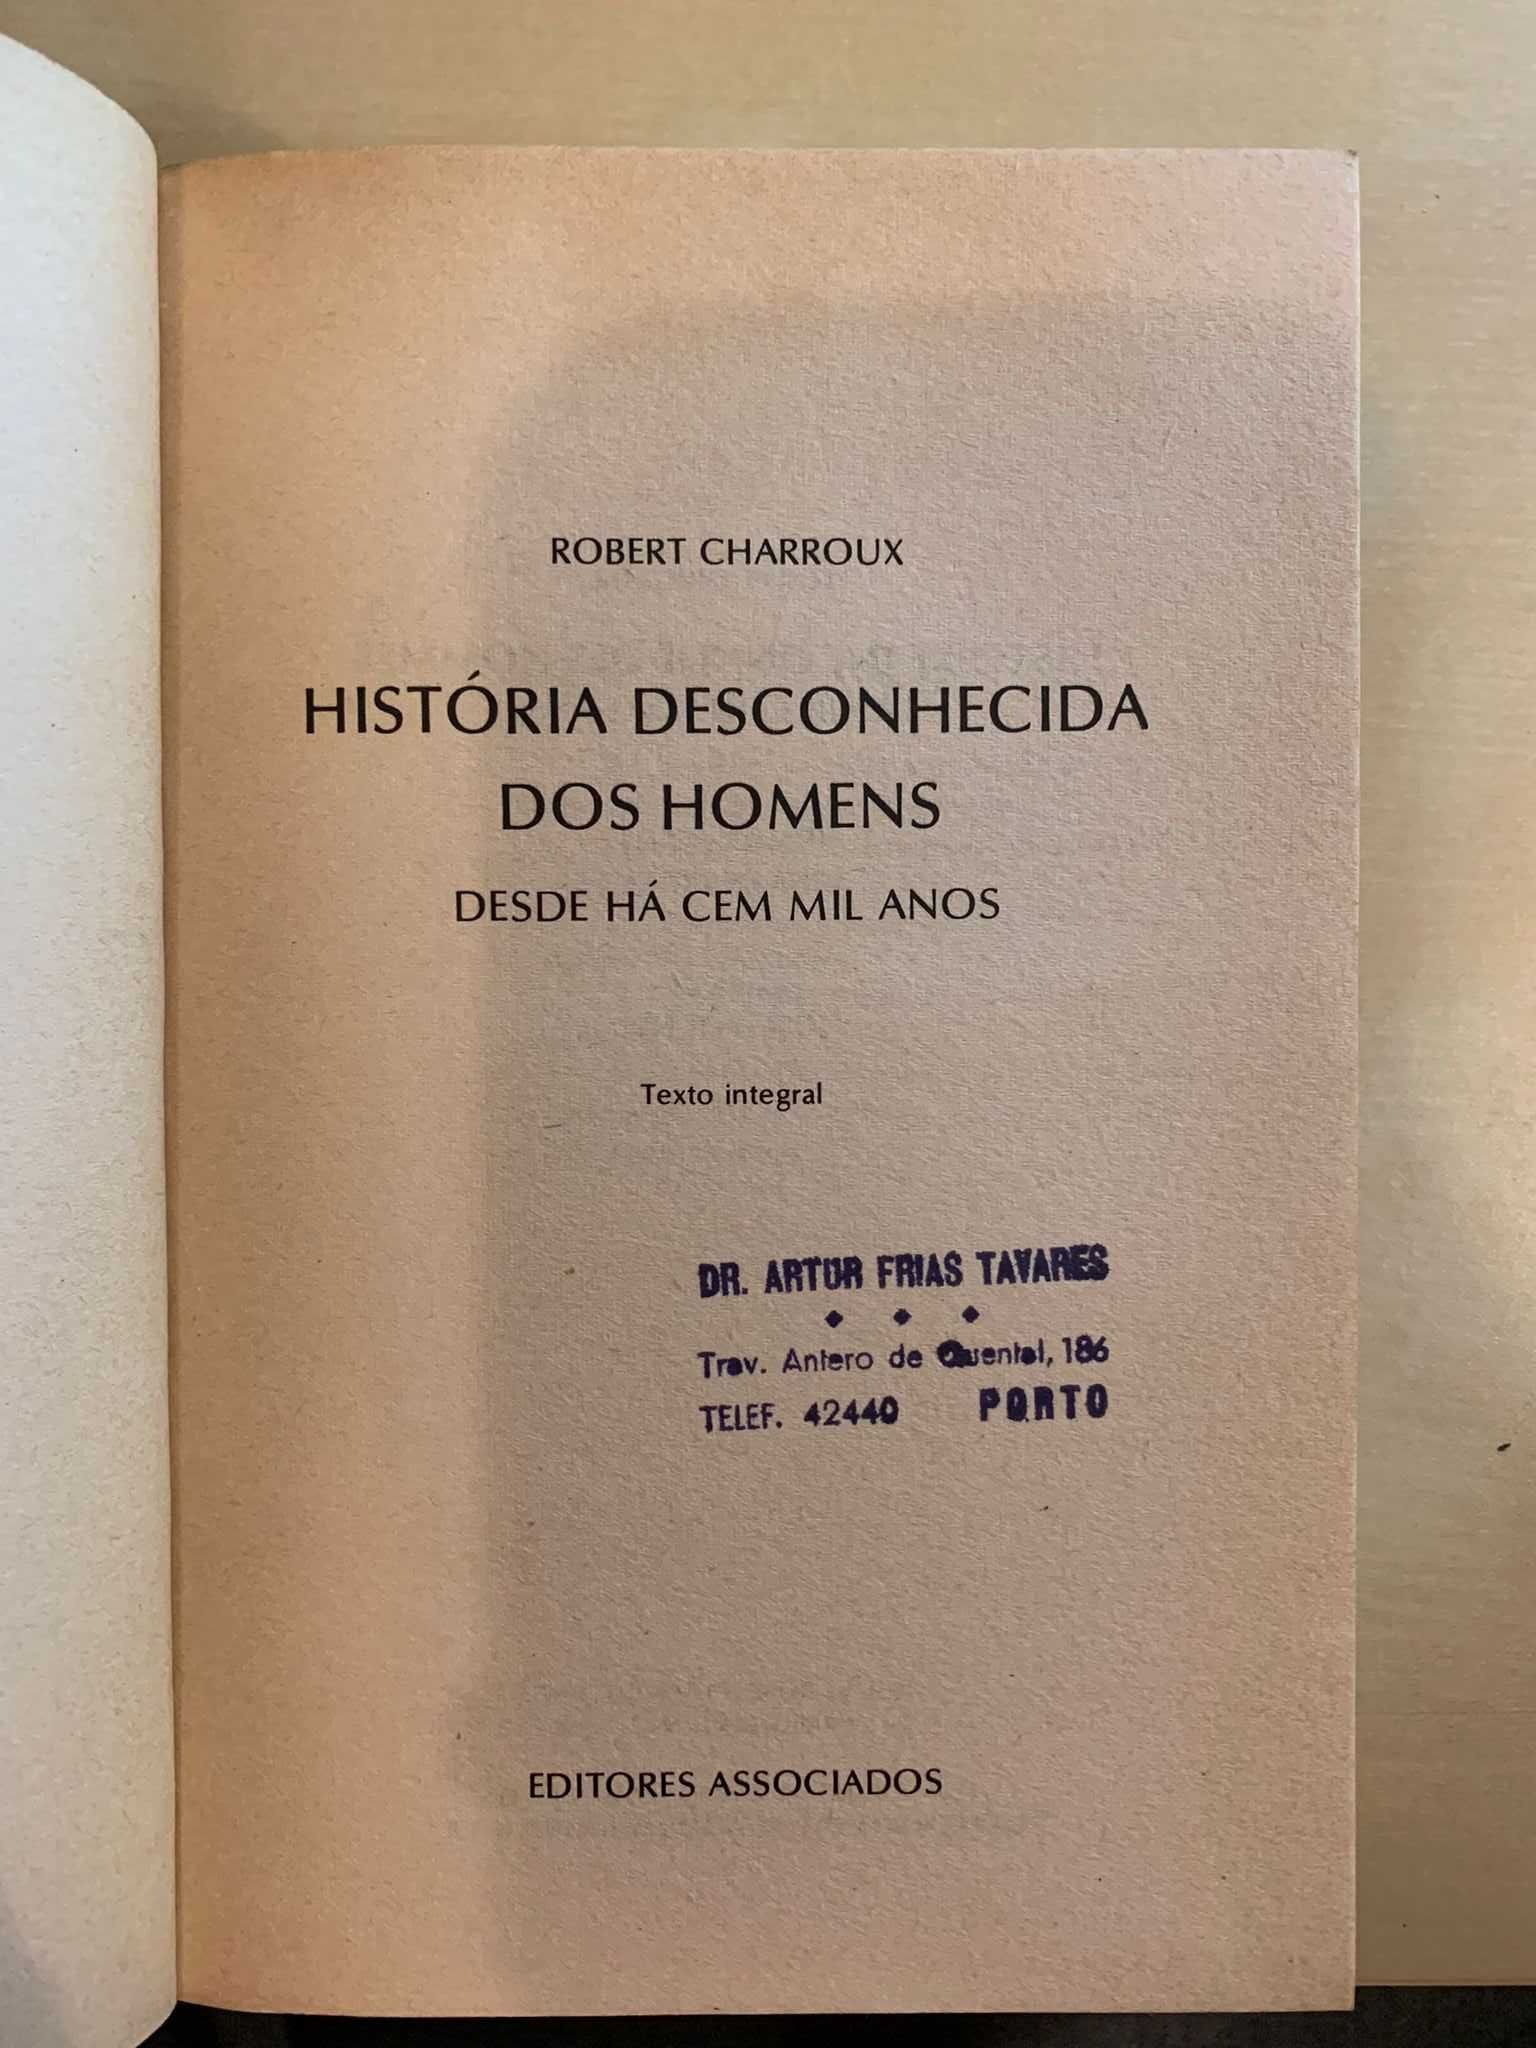 ROBERT CHARROUX
HISTÓRIA DESCONHECIDA
DOS HOMENS
DESDE HÁ CEM MIL ANOS
Texto integral
DR. ARTUR FRIAS TAVARES
Trav. Antero de Quental, 186
TELEF. 42440 PORTO
EDITORES ASSOCIADOS